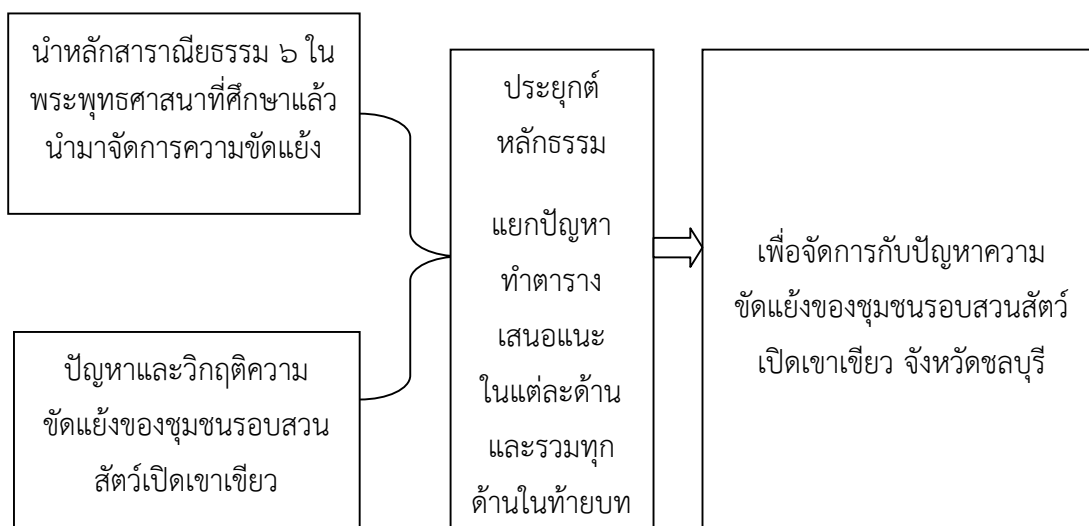 นำหลักสาราณียธรรม ๖ ใน
พระพุทธศาสนาที่ศึกษาแล้ว
นำมาจัดการความขัดแย้ง
ปัญหาและวิกฤติความ
ขัดแย้งของชุมชนรอบสวน
สัตว์เปิดเขาเขียว
ประยุกต์
หลักธรรม
แยกปัญหา
ทำตาราง
เสนอแนะ
ในแต่ละด้าน
และรวมทุก
ด้านในท้ายบท
เพื่อจัดการกับปัญหาความ
ขัดแย้งของชุมชนรอบสวนสัตว์
เปิดเขาเขียว จังหวัดชลบุรี